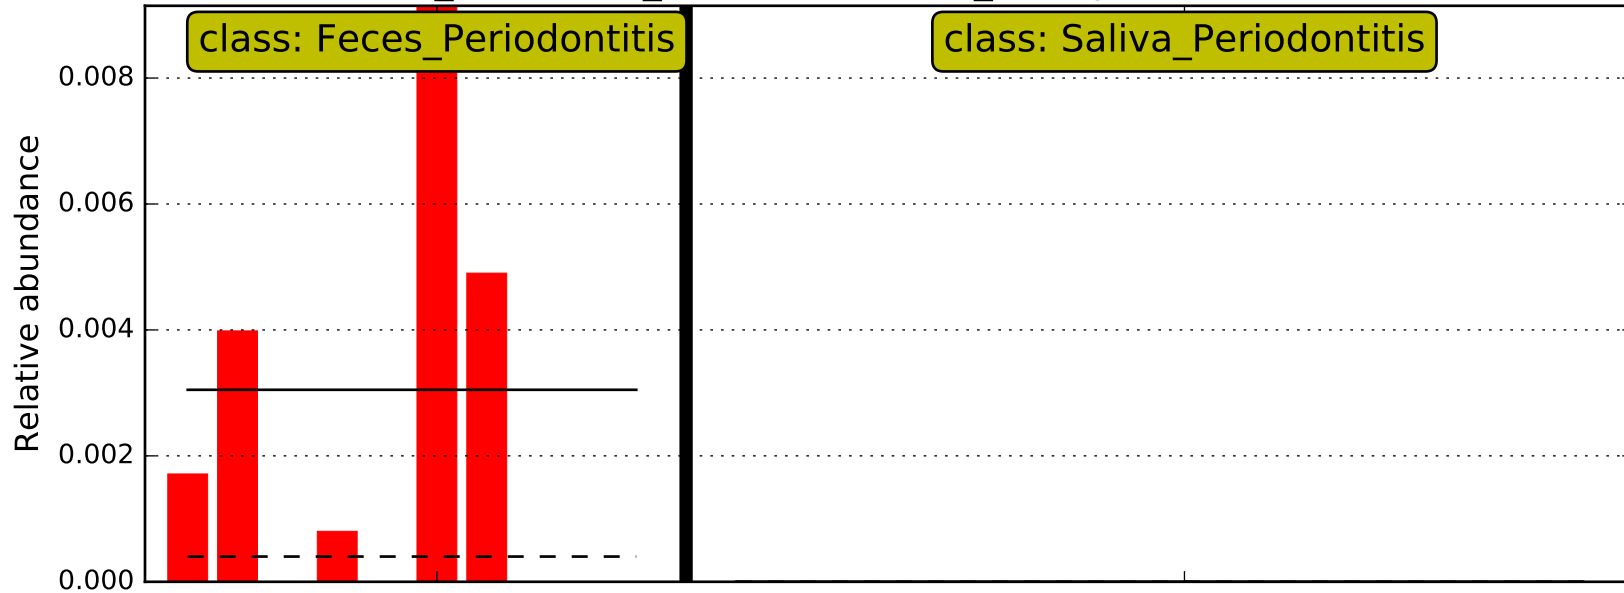 class: Feces_Periodontitis
class: Saliva_Periodontitis
Relative abundance
0.008
0.006
0.004
0.002
0.000